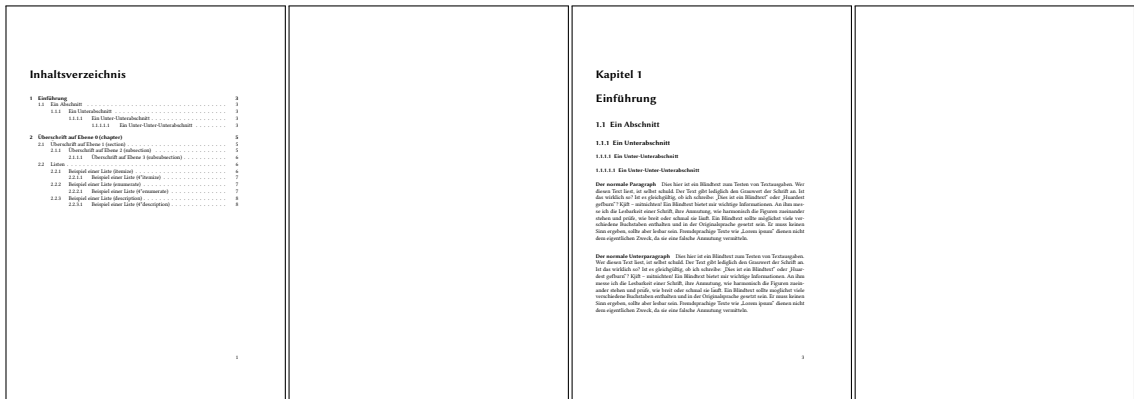 Inhaltsverzeichnis
1 Einführung 3
1.1 Ein Abschnitt 3
1.1.1 Ein Unterabschnitt 3
1.1.1.1 Ein Unter-Unterabschnitt 3
1.1.1.1.1 Ein Unter-Unter-Unterabschnitt 3
2 Überschrift auf Ebene 0 (chapter) 5
2.1 Überschrift auf Ebene 1 (section) 5
2.1.1 Überschrift auf Ebene 2 (subsection) 5
2.1.1.1 Überschrift auf Ebene 3 (subsubsection) 6
2.2 Listen 6
2.2.1 Beispiel einer Liste (itemize) 6
2.2.1.1 Beispiel einer Liste (4*itemize) 7
2.2.2 Beispiel einer Liste (enumerate) 7
2.2.2.1 Beispiel einer Liste (4*enumerate) 7
2.2.3 Beispiel einer Liste (description) 8
2.2.3.1 Beispiel einer Liste (4*description) 8
1
Kapitel 1
Einführung
1.1 Ein Abschnitt
1.1.1 Ein Unterabschnitt
1.1.1.1 Ein Unter-Unterabschnitt
1.1.1.1.1 Ein Unter-Unter-Unterabschnitt
Der normale Paragraph Dies hier ist ein Blindtext zum Testen von Textausgaben. Wer
diesen Text liest, ist selbst schuld. Der Text gibt lediglich den Grauwert der Schrift an. Ist
das wirklich so? Ist es gleichgültig, ob ich schreibe: „Dies ist ein Blindtext“ oder „Huardest
gefburn“? Kjift – mitnichten! Ein Blindtext bietet mir wichtige Informationen. An ihm mes-
se ich die Lesbarkeit einer Schrift, ihre Anmutung, wie harmonisch die Figuren zueinander
stehen und prüfe, wie breit oder schmal sie läuft. Ein Blindtext sollte möglichst viele ver-
schiedene Buchstaben enthalten und in der Originalsprache gesetzt sein. Er muss keinen
Sinn ergeben, sollte aber lesbar sein. Fremdsprachige Texte wie „Lorem ipsum“ dienen nicht
dem eigentlichen Zweck, da sie eine falsche Anmutung vermitteln.
Der normale Unterparagraph Dies hier ist ein Blindtext zum Testen von Textausgaben.
Wer diesen Text liest, ist selbst schuld. Der Text gibt lediglich den Grauwert der Schrift an.
Ist das wirklich so? Ist es gleichgültig, ob ich schreibe: „Dies ist ein Blindtext“ oder „Huar-
dest gefburn“? Kjift – mitnichten! Ein Blindtext bietet mir wichtige Informationen. An ihm
messe ich die Lesbarkeit einer Schrift, ihre Anmutung, wie harmonisch die Figuren zuein-
ander stehen und prüfe, wie breit oder schmal sie läuft. Ein Blindtext sollte möglichst viele
verschiedene Buchstaben enthalten und in der Originalsprache gesetzt sein. Er muss keinen
Sinn ergeben, sollte aber lesbar sein. Fremdsprachige Texte wie „Lorem ipsum“ dienen nicht
dem eigentlichen Zweck, da sie eine falsche Anmutung vermitteln.
3